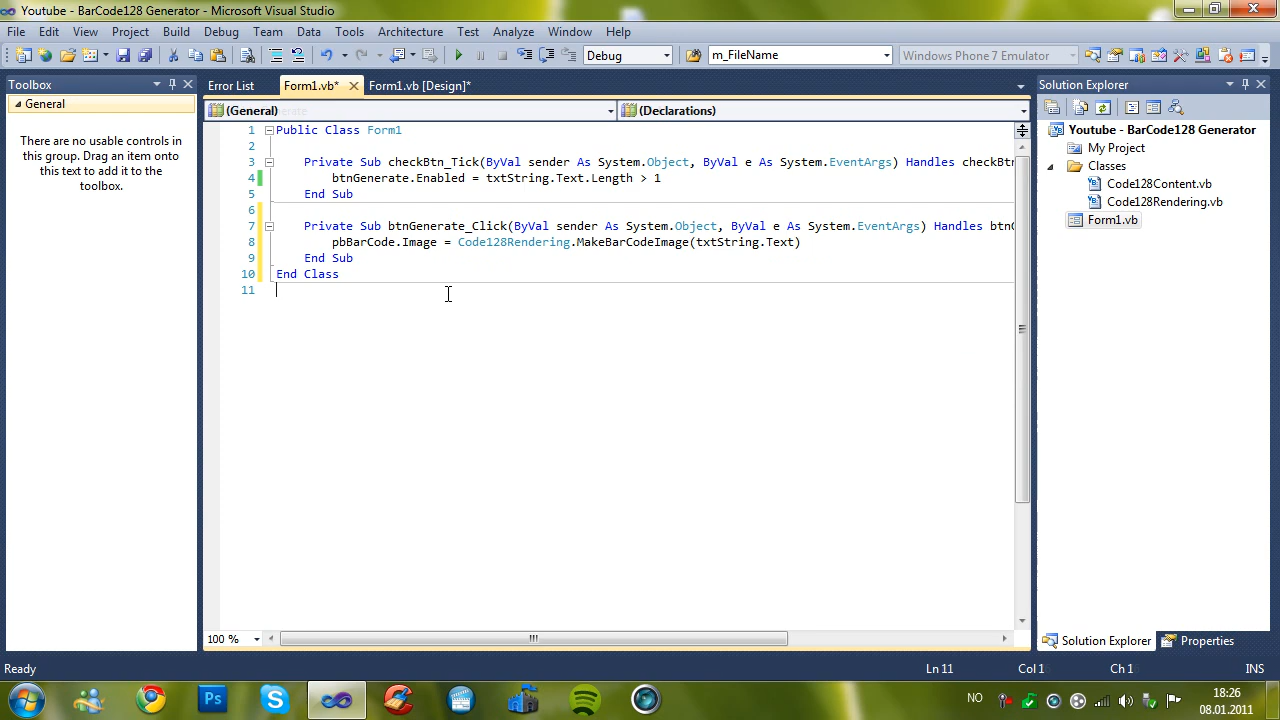 Youtube - BarCode128 Generator - Microsoft Visual Studio
File Edit View Project Build Debug Team Data Tools Architecture Test Analyze Window Help
Debug m_FileName Windows Phone 7 Emulator
Toolbox
General
There are no usable controls in
this group. Drag an item onto
this text to add it to the
toolbox.
Error List Form1.vb* Form1.vb [Design]*
(General) (Declarations)
1 Public Class Form1
2
3 Private Sub checkBtn_Tick(ByVal sender As System.Object, ByVal e As System.EventArgs) Handles checkBtn
4 btnGenerate.Enabled = txtString.Text.Length > 1
5 End Sub
6
7 Private Sub btnGenerate_Click(ByVal sender As System.Object, ByVal e As System.EventArgs) Handles btnG
8 pbBarCode.Image = Code128Rendering.MakeBarCodeImage(txtString.Text)
9 End Sub
10 End Class
11
100 %
Solution Explorer
Youtube - BarCode128 Generator
My Project
Classes
Code128Content.vb
Code128Rendering.vb
Form1.vb
Solution Explorer Properties
Ready Ln 11 Col 1 Ch 1 INS
Ps NO 18:26
08.01.2011